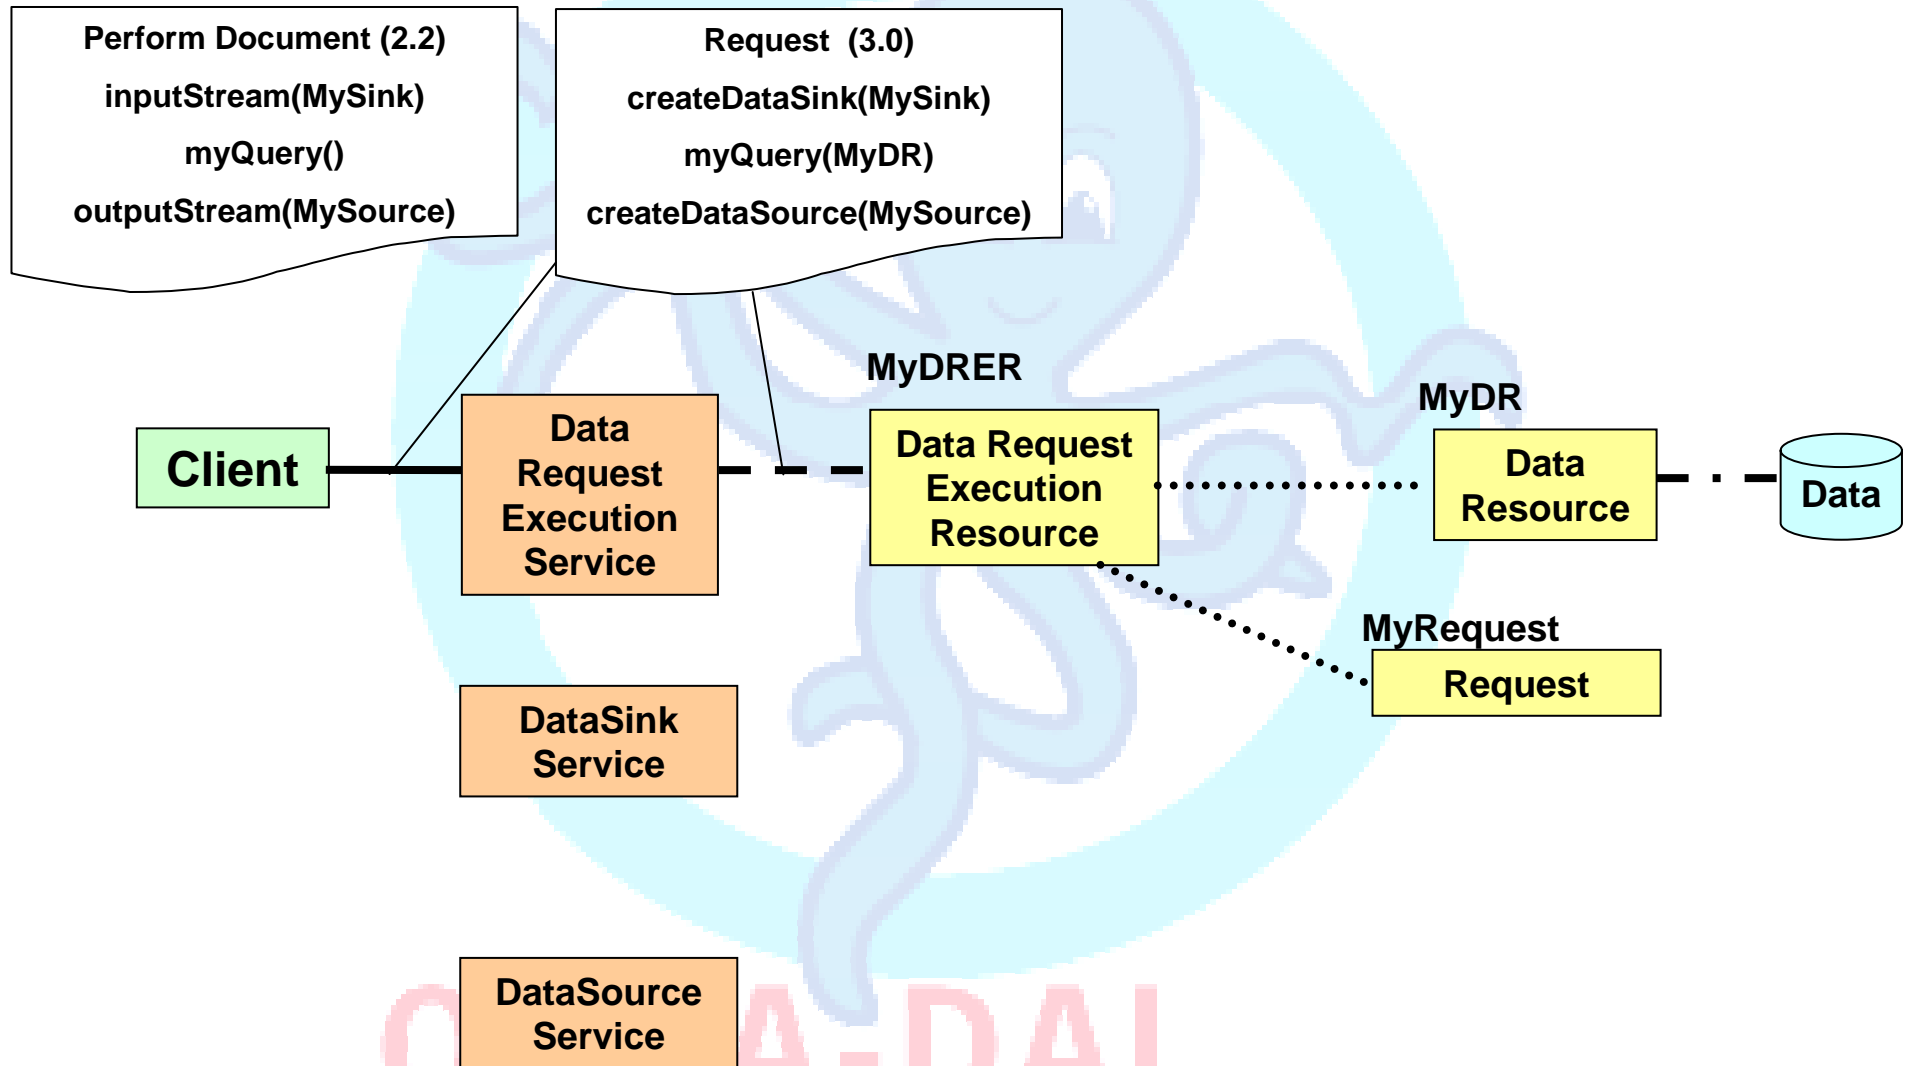 Perform Document (2.2)
inputStream(MySink)
myQuery()
outputStream(MySource)
Request (3.0)
createDataSink(MySink)
myQuery(MyDR)
createDataSource(MySource)
MyDRER
MyDR
Client
Data
Request
Execution
Service
Data Request
Execution
Resource
Data
Resource
Data
MyRequest
Request
DataSink
Service
DataSource
Service